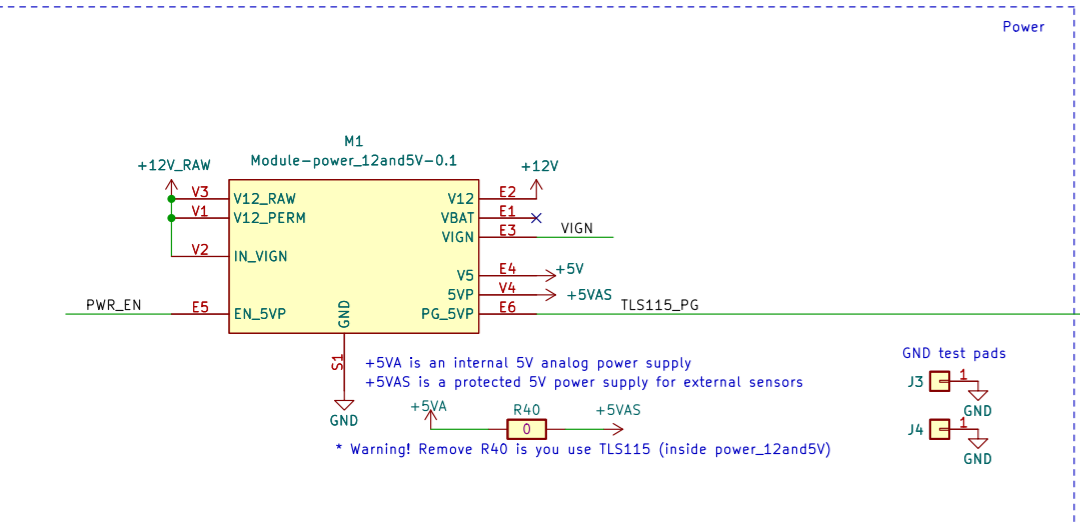 Power
M1
Module-power_12and5V-0.1
+12V_RAW
+12V
V3 V12_RAW V12 E2
V1 V12_PERM VBAT E1
VIGN E3 VIGN
V2 IN_VIGN
V5 E4 +5V
5VP V4 +5VAS
PWR_EN E5 EN_5VP GND PG_5VP E6 TLS115_PG
S1
GND
+5VA is an internal 5V analog power supply
+5VAS is a protected 5V power supply for external sensors
+5VA R40 +5VAS
0
* Warning! Remove R40 is you use TLS115 (inside power_12and5V)
GND test pads
J3 1
GND
J4 1
GND